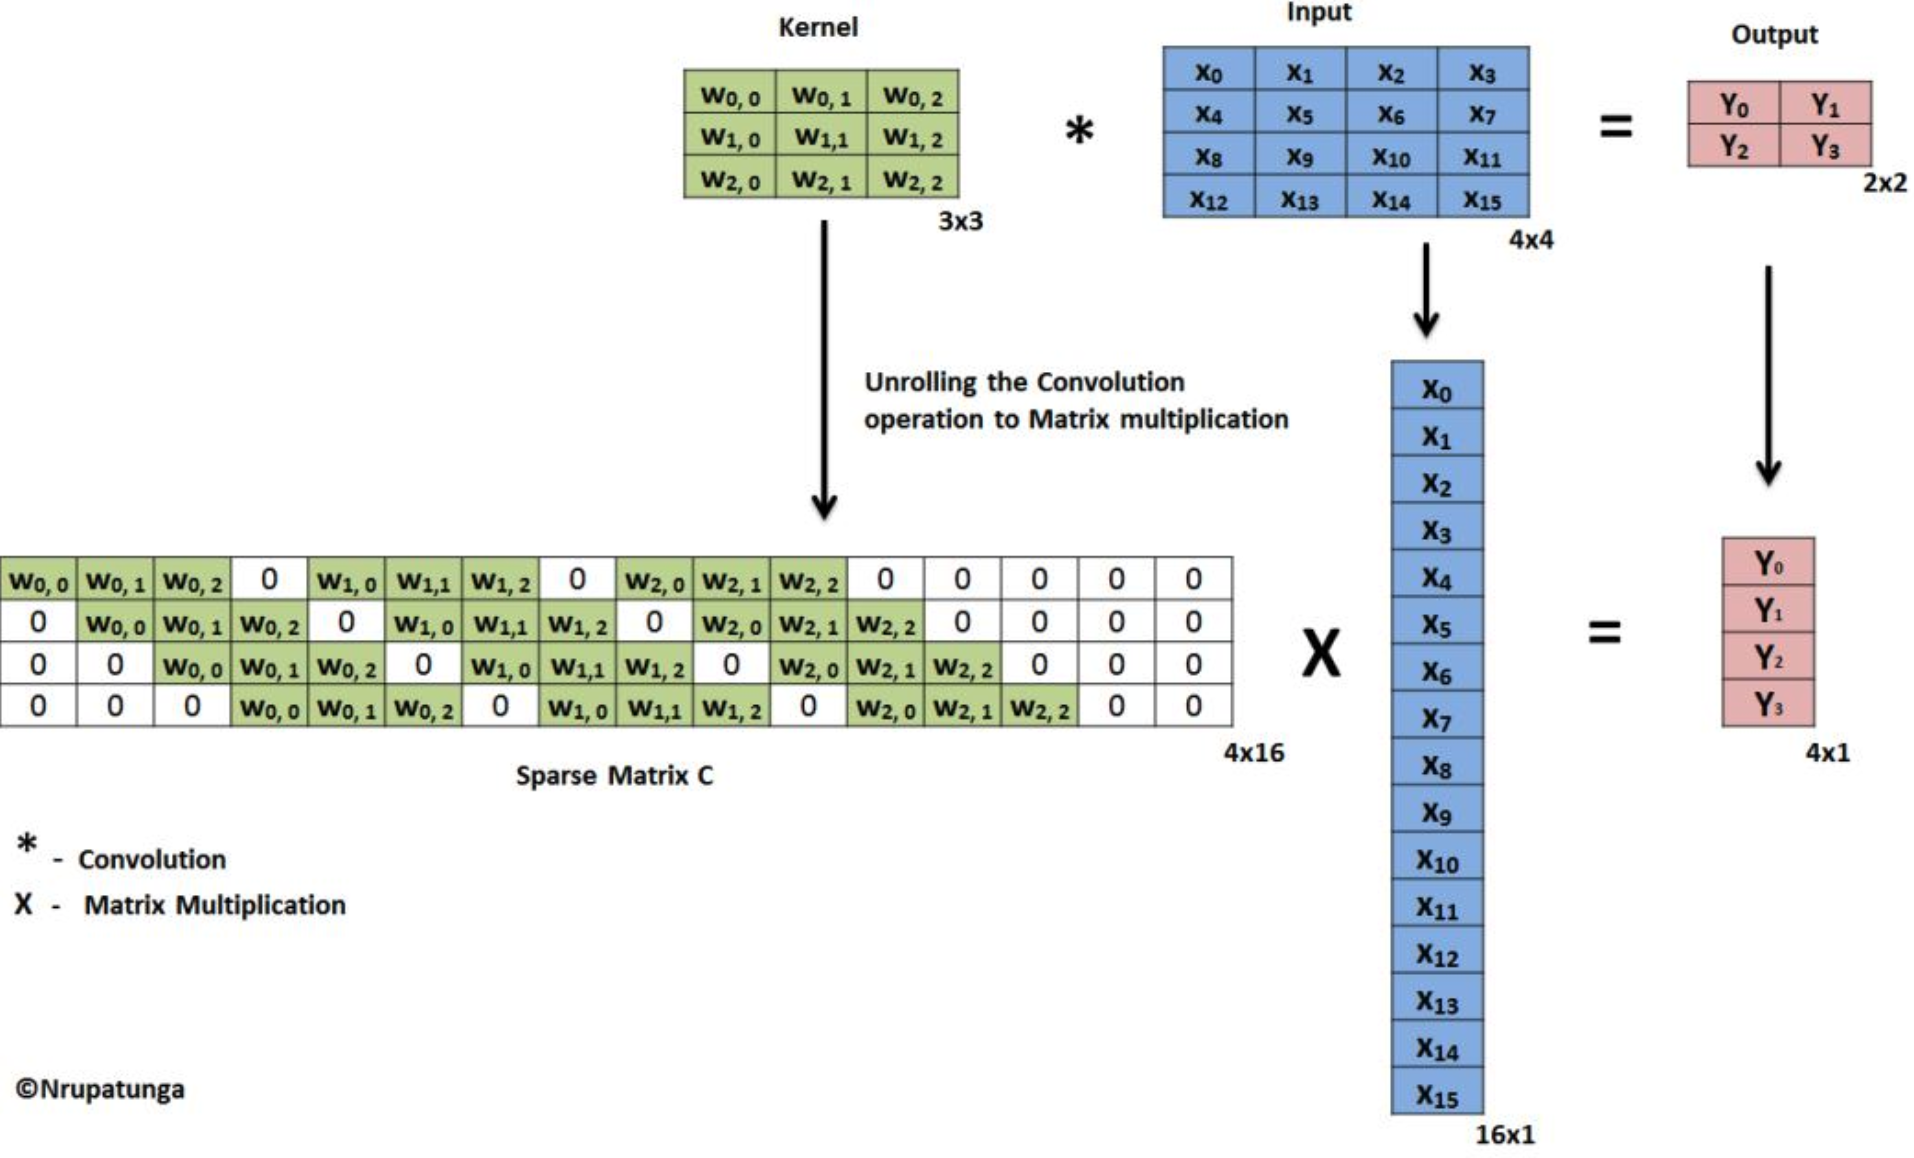 Kernel
Input
Output
W0, 0 W0, 1 W0, 2
W1, 0 W1,1 W1, 2
W2, 0 W2, 1 W2, 2
3x3
*
X0 X1 X2 X3
X4 X5 X6 X7
X8 X9 X10 X11
X12 X13 X14 X15
4x4
=
Y0 Y1
Y2 Y3
2x2
Unrolling the Convolution
operation to Matrix multiplication
W0, 0 W0, 1 W0, 2 0 W1, 0 W1,1 W1, 2 0 W2, 0 W2, 1 W2, 2 0 0 0 0 0
0 W0, 0 W0, 1 W0, 2 0 W1, 0 W1,1 W1, 2 0 W2, 0 W2, 1 W2, 2 0 0 0 0
0 0 W0, 0 W0, 1 W0, 2 0 W1, 0 W1,1 W1, 2 0 W2, 0 W2, 1 W2, 2 0 0 0
0 0 0 W0, 0 W0, 1 W0, 2 0 W1, 0 W1,1 W1, 2 0 W2, 0 W2, 1 W2, 2 0 0
4x16
Sparse Matrix C
X
X0
X1
X2
X3
X4
X5
X6
X7
X8
X9
X10
X11
X12
X13
X14
X15
16x1
=
Y0
Y1
Y2
Y3
4x1
* - Convolution
X - Matrix Multiplication
©Nrupatunga